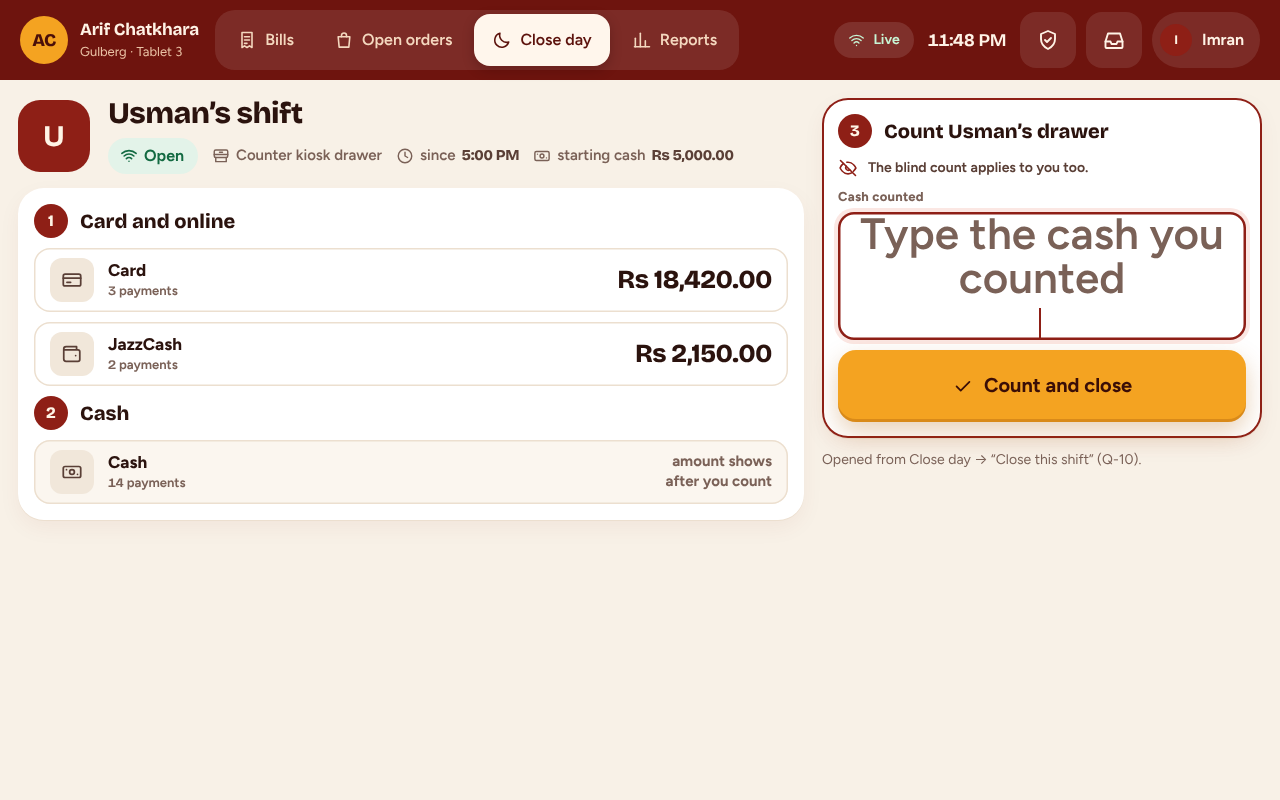 AC
Arif Chatkhara
Gulberg · Tablet 3
Bills
Open orders
Close day
Reports
Live
11:48 PM
I
Imran
U
Usman's shift
Open
Counter kiosk drawer
since 5:00 PM
starting cash Rs 5,000.00
1 Card and online
Card
3 payments
Rs 18,420.00
JazzCash
2 payments
Rs 2,150.00
2 Cash
Cash
14 payments
amount shows
after you count
3 Count Usman's drawer
The blind count applies to you too.
Cash counted
Type the cash you
counted
Count and close
Opened from Close day → “Close this shift” (Q-10).